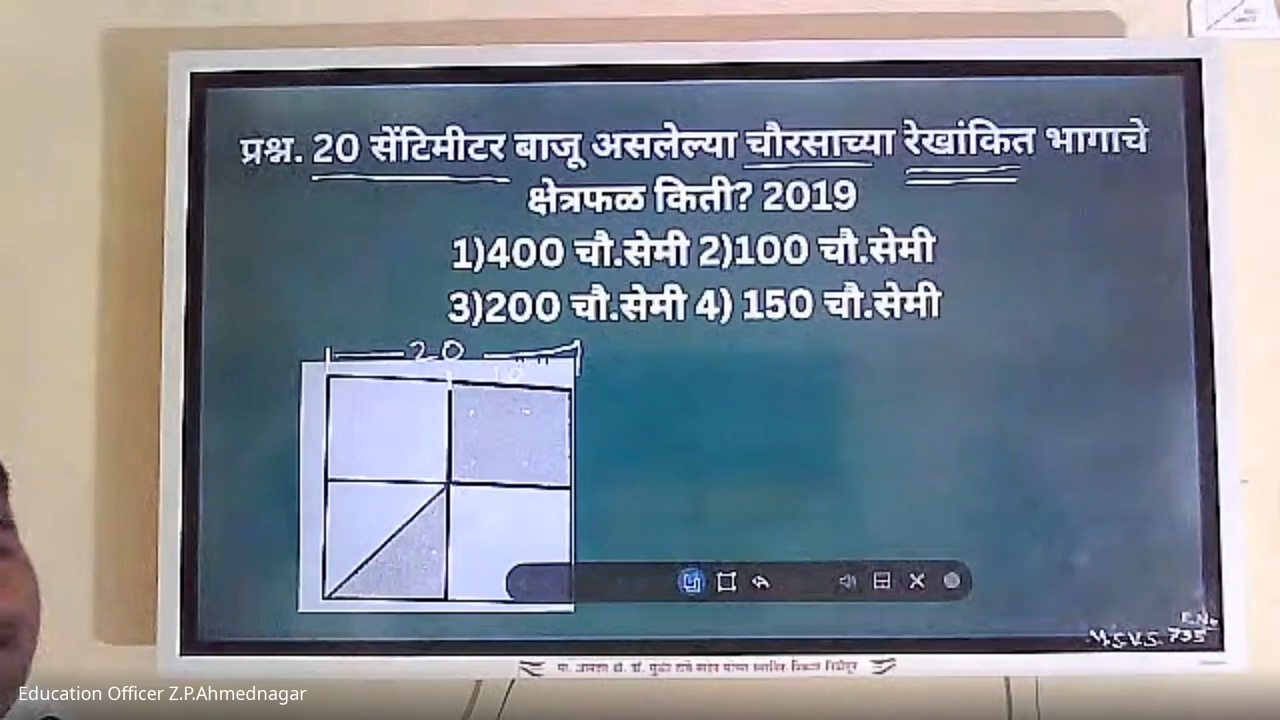 प्रश्न. 20 सेंटिमीटर बाजू असलेल्या चौरसाच्या रेखांकित भागाचे
क्षेत्रफळ किती? 2019
1)400 चौ.सेमी 2)100 चौ.सेमी
3)200 चौ.सेमी 4) 150 चौ.सेमी
20
10
735
Education Officer Z.P.Ahmednagar